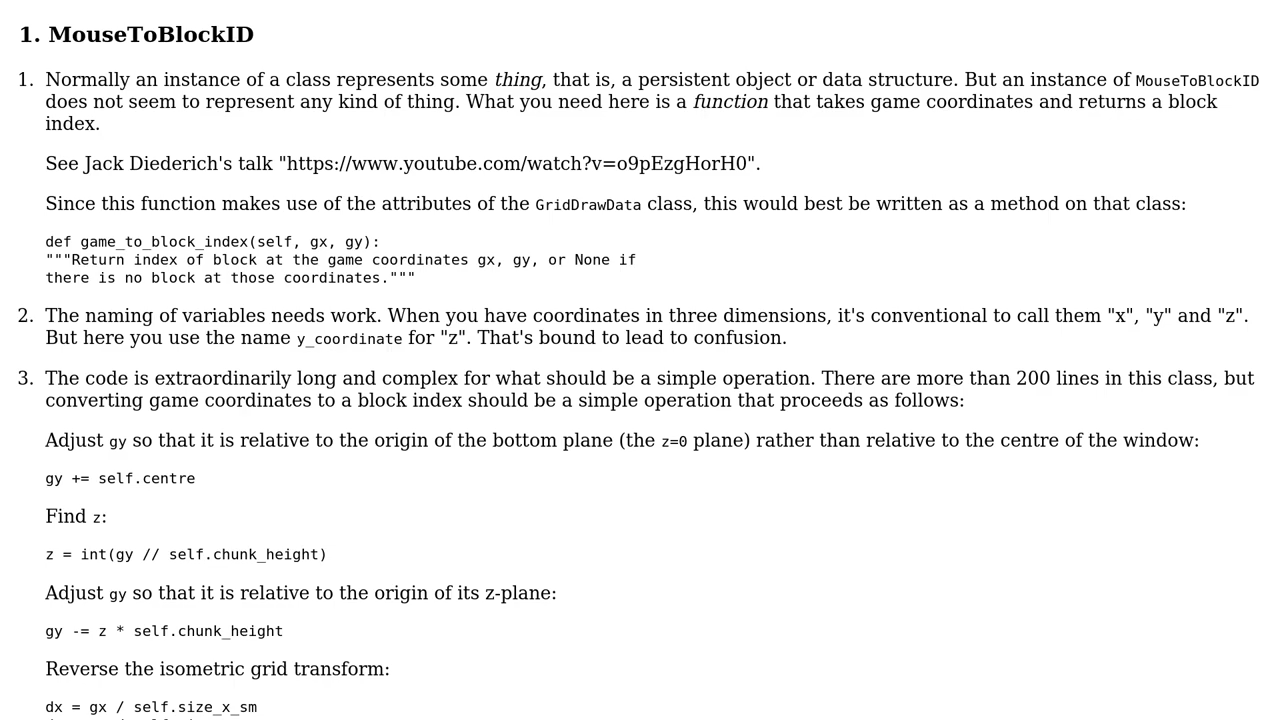 1. MouseToBlockID
1. Normally an instance of a class represents some thing, that is, a persistent object or data structure. But an instance of MouseToBlockID
does not seem to represent any kind of thing. What you need here is a function that takes game coordinates and returns a block
index.
See Jack Diederich's talk "https://www.youtube.com/watch?v=o9pEzgHorH0".
Since this function makes use of the attributes of the GridDrawData class, this would best be written as a method on that class:
def game_to_block_index(self, gx, gy):
"""Return index of block at the game coordinates gx, gy, or None if
there is no block at those coordinates."""
2. The naming of variables needs work. When you have coordinates in three dimensions, it's conventional to call them "x", "y" and "z".
But here you use the name y_coordinate for "z". That's bound to lead to confusion.
3. The code is extraordinarily long and complex for what should be a simple operation. There are more than 200 lines in this class, but
converting game coordinates to a block index should be a simple operation that proceeds as follows:
Adjust gy so that it is relative to the origin of the bottom plane (the z=0 plane) rather than relative to the centre of the window:
gy += self.centre
Find z:
z = int(gy // self.chunk_height)
Adjust gy so that it is relative to the origin of its z-plane:
gy -= z * self.chunk_height
Reverse the isometric grid transform:
dx = gx / self.size_x_sm